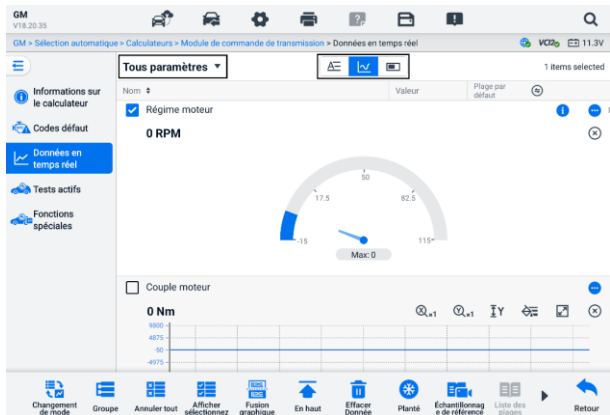 GM
V18.20.35
GM > Sélection automatique > Calculateurs > Module de commande de transmission > Données en temps réel
VCI
11.3V
Tous paramètres ▼
1 items selected
Informations sur
le calculateur
Codes défaut
Données en
temps réel
Tests actifs
Fonctions
spéciales
Nom
Valeur
Plage par
défaut
Régime moteur
0 RPM
50
17.5
82.5
-15
115
Max: 0
Couple moteur
0 Nm
×1
×1
Y
9800
4875
-50
-4975
Changement
de mode
Groupe
Annuler tout
Afficher
sélectionnez
Fusion
graphique
En haut
Effacer
Donnée
Planté
Échantillonnag
e de référence
Liste des
plages
Retour